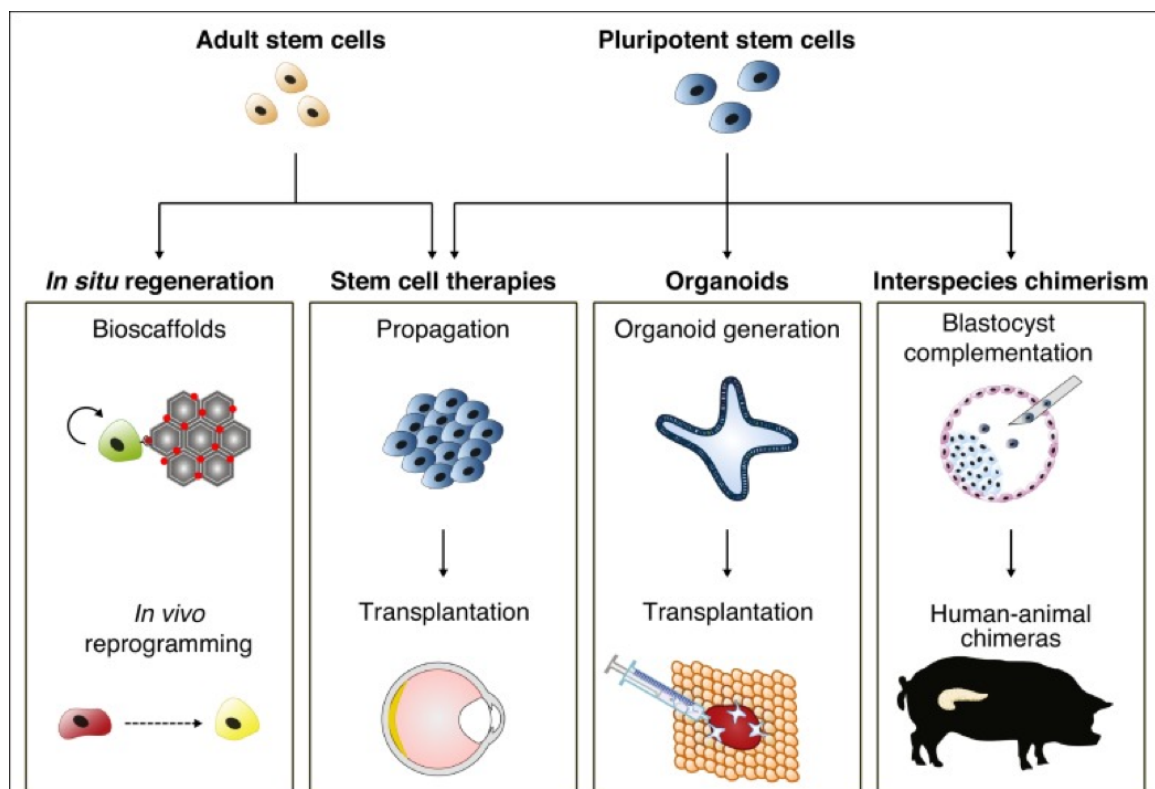 Adult stem cells
Pluripotent stem cells
In situ regeneration
Stem cell therapies
Organoids
Interspecies chimerism
Bioscaffolds
Propagation
Organoid generation
Blastocyst
complementation
In vivo
reprogramming
Transplantation
Transplantation
Human-animal
chimeras